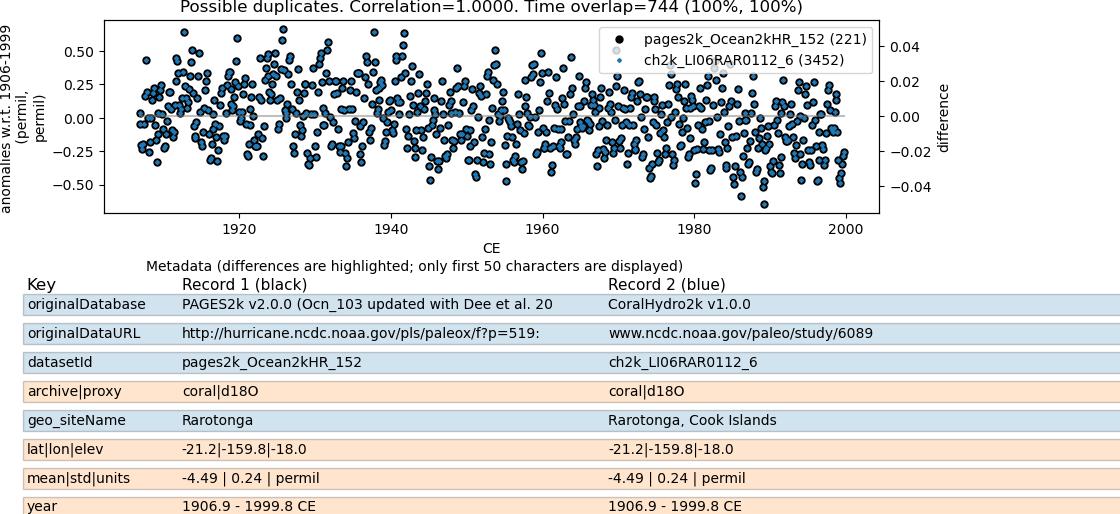 Possible duplicates. Correlation=1.0000. Time overlap=744 (100%, 100%)
anomalies w.r.t. 1906-1999
(permil,
permil)
0.50
0.25
0.00
−0.25
−0.50
pages2k_Ocean2kHR_152 (221)
ch2k_LI06RAR0112_6 (3452)
0.04
0.02
0.00
−0.02
−0.04
difference
1920 1940 1960 1980 2000
CE
Metadata (differences are highlighted; only first 50 characters are displayed)
Key Record 1 (black) Record 2 (blue)
originalDatabase PAGES2k v2.0.0 (Ocn_103 updated with Dee et al. 20 CoralHydro2k v1.0.0
originalDataURL http://hurricane.ncdc.noaa.gov/pls/paleox/f?p=519: www.ncdc.noaa.gov/paleo/study/6089
datasetId pages2k_Ocean2kHR_152 ch2k_LI06RAR0112_6
archive|proxy coral|d18O coral|d18O
geo_siteName Rarotonga Rarotonga, Cook Islands
lat|lon|elev -21.2|-159.8|-18.0 -21.2|-159.8|-18.0
mean|std|units -4.49 | 0.24 | permil -4.49 | 0.24 | permil
year 1906.9 - 1999.8 CE 1906.9 - 1999.8 CE